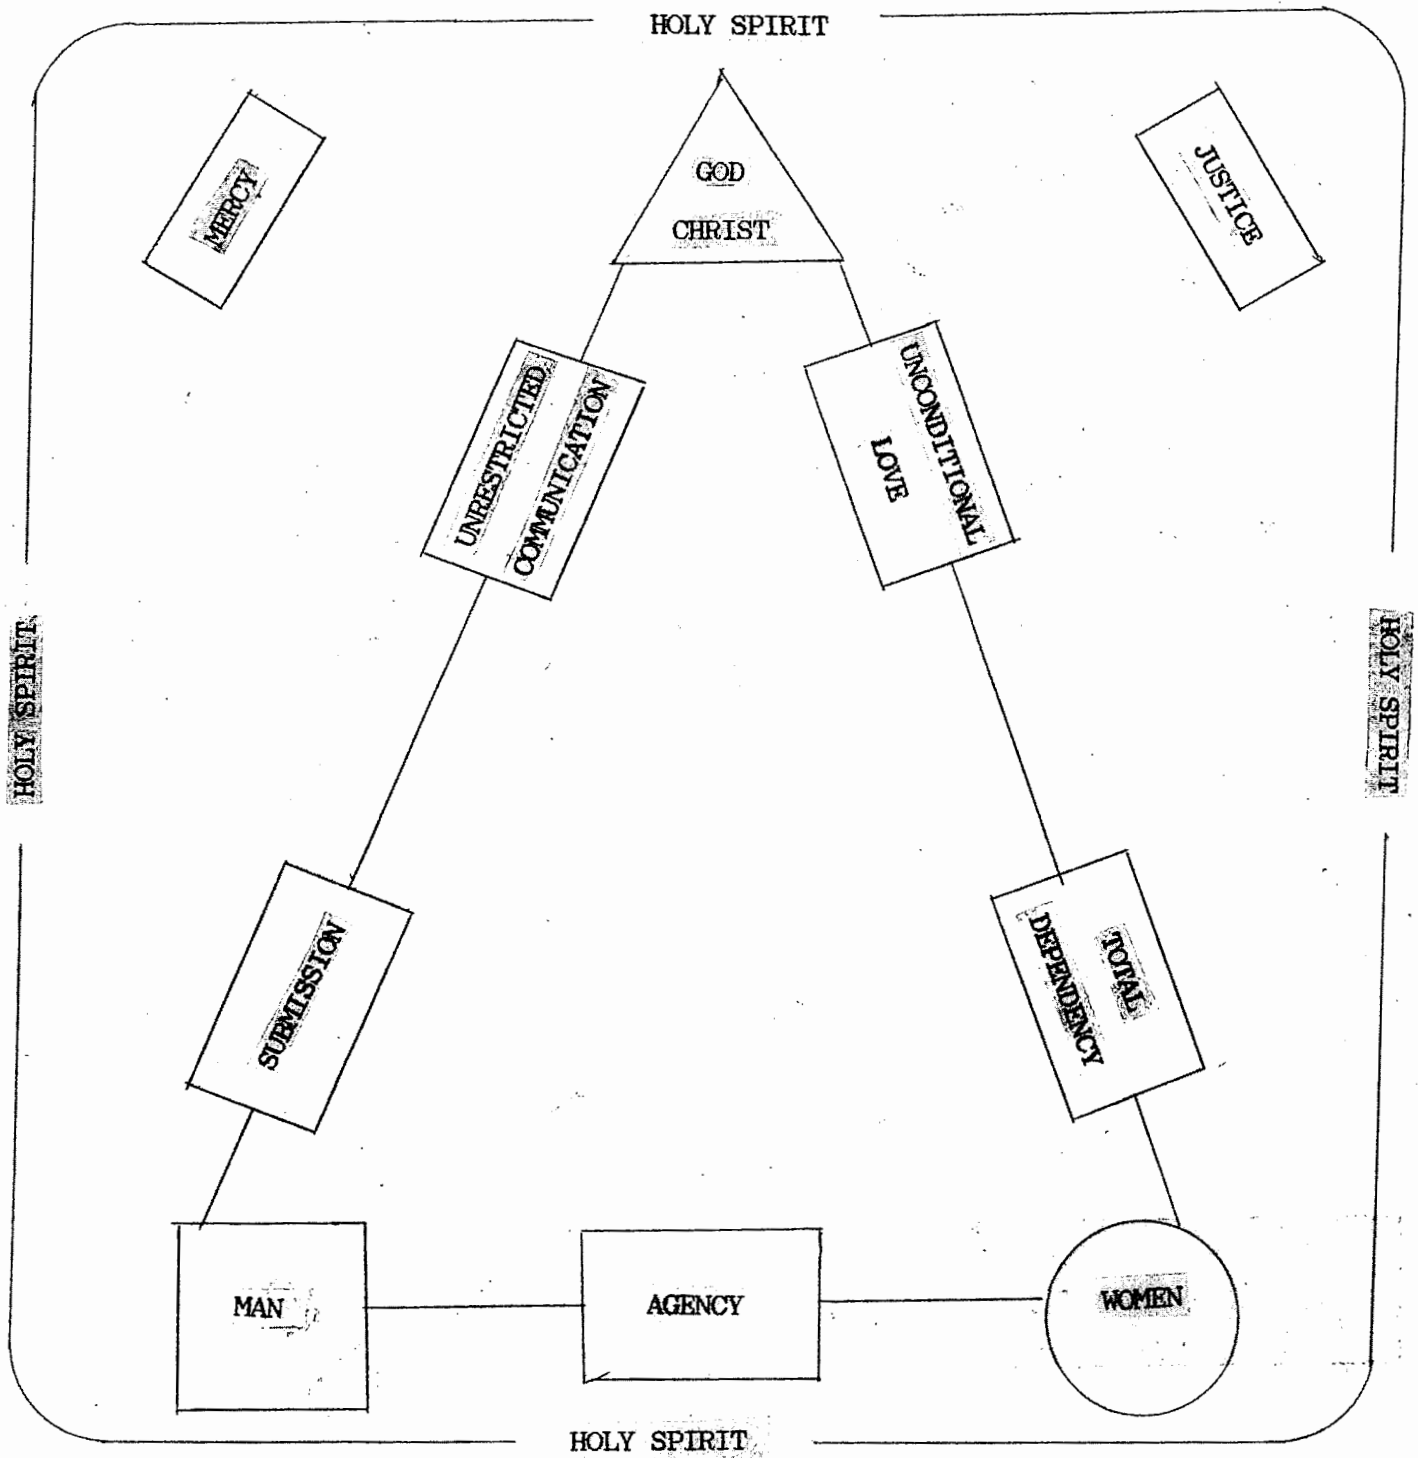 HOLY SPIRIT
MERCY
GOD
CHRIST
JUSTICE
UNRESTRICTED
COMMUNICATION
UNCONDITIONAL
LOVE
HOLY SPIRIT
HOLY SPIRIT
SUBMISSION
TOTAL
DEPENDENCY
MAN
AGENCY
WOMEN
HOLY SPIRIT